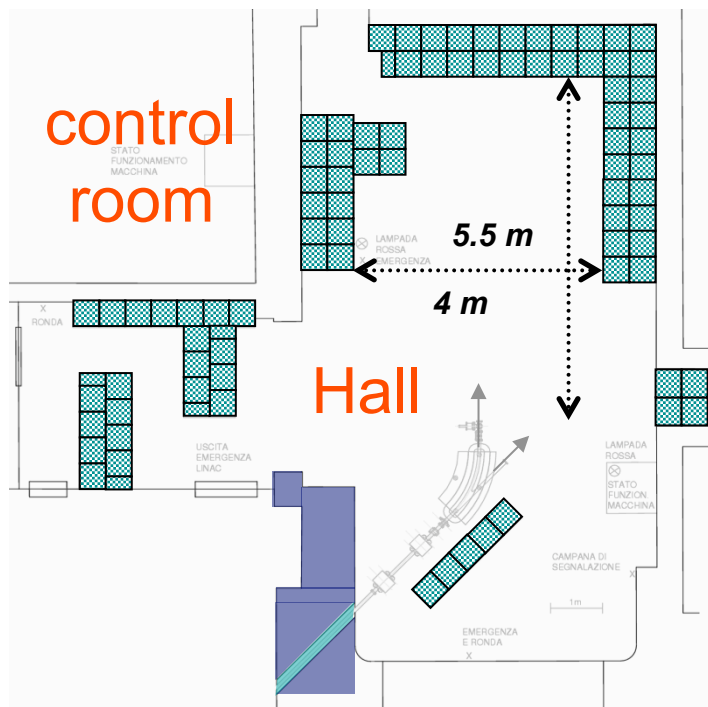 control
room
STATO
FUNZIONAMENTO
MACCHINA
LAMPADA
ROSSA
X EMERGENZA
5.5 m
4 m
X
RONDA
Hall
USCITA
EMERGENZA
LINAC
LAMPADA
ROSSA
STATO
FUNZION
MACCHINA
CAMPANA DI
SEGNALAZIONE
X
1m
EMERGENZA
E RONDA
X